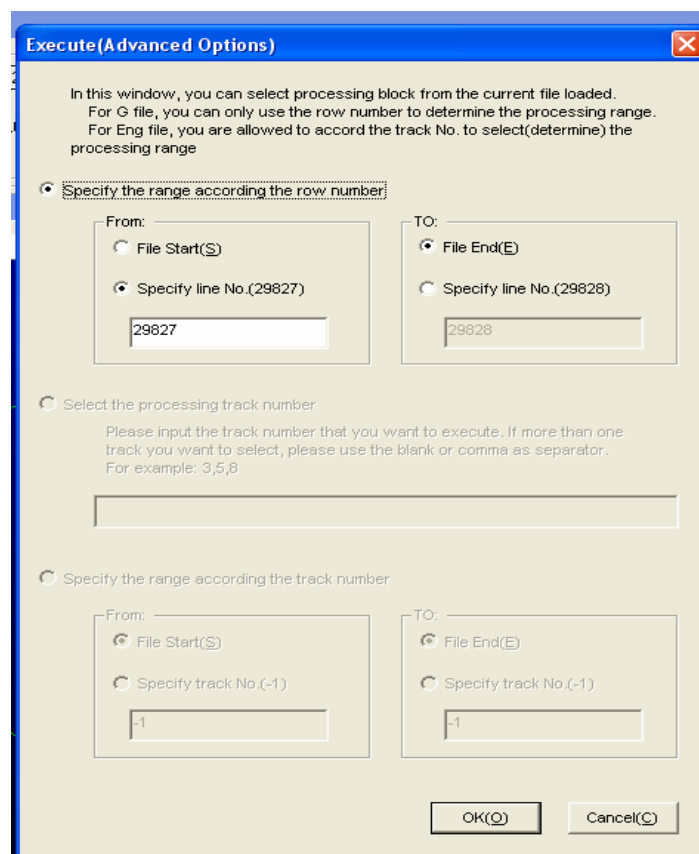 Execute(Advanced Options)
In this window, you can select processing block from the current file loaded.
For G file, you can only use the row number to determine the processing range.
For Eng file, you are allowed to accord the track No. to select(determine) the
processing range
Specify the range according the row number
From:
File Start(S)
Specify line No.(29827)
29827
TO:
File End(E)
Specify line No.(29828)
29828
Select the processing track number
Please input the track number that you want to execute. If more than one
track you want to select, please use the blank or comma as separator.
For example: 3,5,8
Specify the range according the track number
From:
File Start(S)
Specify track No.(-1)
-1
TO:
File End(E)
Specify track No.(-1)
-1
OK(O)
Cancel(C)